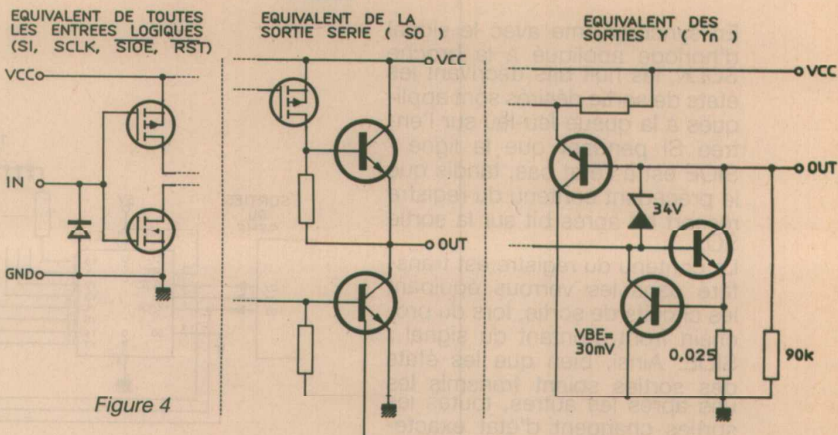 EQUIVALENT DE TOUTES
LES ENTREES LOGIQUES
(SI, SCLK, SIOE, RST)
VCC
IN
GND
Figure 4
EQUIVALENT DE LA
SORTIE SERIE ( SO )
VCC
OUT
EQUIVALENT DES
SORTIES Y ( Yn )
VCC
OUT
34V
VBE=
30mV
0,025
90k